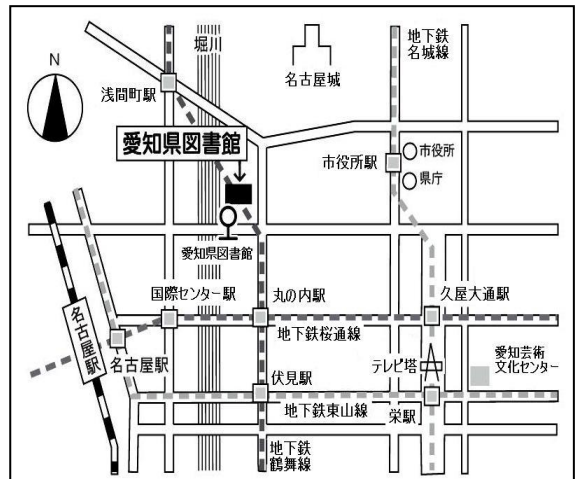 堀川
地下鉄
名城線
N
名古屋城
浅間町駅
愛知県図書館
市役所駅
市役所
県庁
愛知県図書館
国際センター駅
丸の内駅
久屋大通駅
名古屋駅
地下鉄桜通線
名古屋駅
テレビ塔
愛知芸術
文化センター
伏見駅
地下鉄東山線
栄駅
地下鉄
鶴舞線